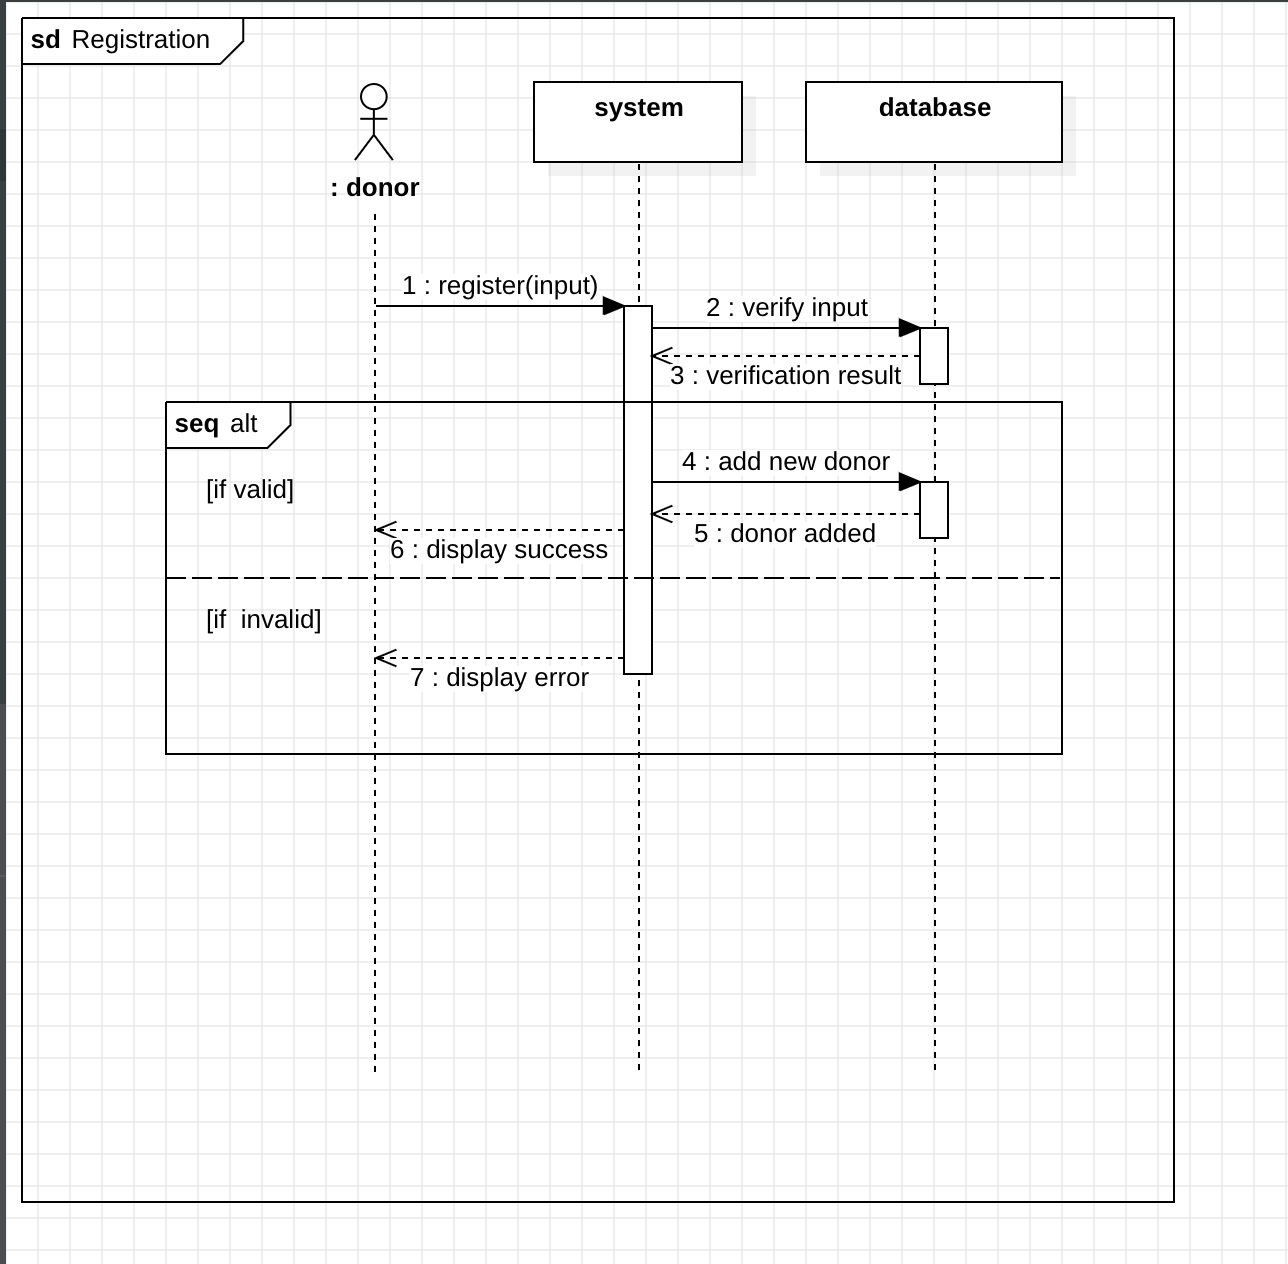 sd Registration
system
database
: donor
1 : register(input)
2 : verify input
3 : verification result
seq alt
4 : add new donor
[if valid]
5 : donor added
6 : display success
[if  invalid]
7 : display error